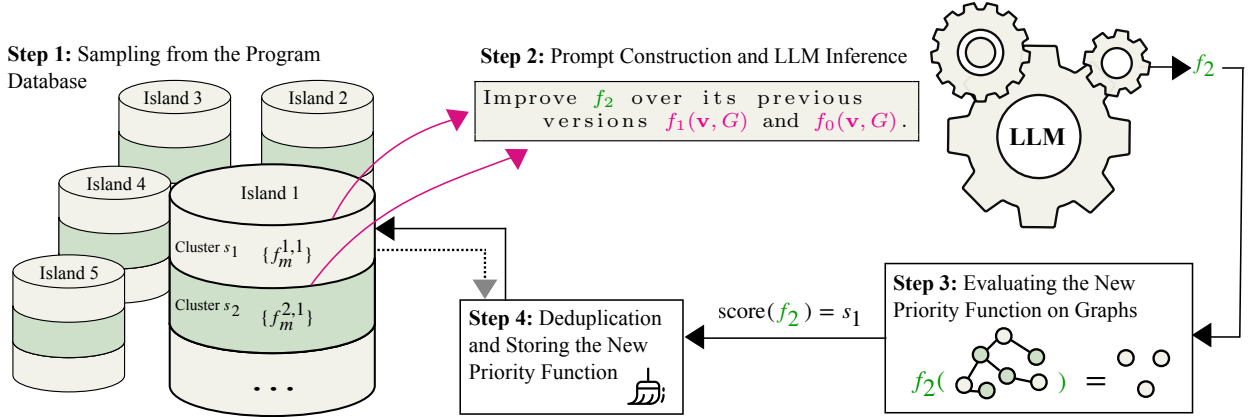 Step 1: Sampling from the Program
Database
Island 3
Island 2
Island 4
Island 1
Island 5
Cluster s₁ {fₘ^{1,1}}
Cluster s₂ {fₘ^{2,1}}
...
Step 2: Prompt Construction and LLM Inference
Improve f₂ over its previous
versions f₁(v, G) and f₀(v, G).
LLM
f₂
Step 3: Evaluating the New
Priority Function on Graphs
f₂( ) =
score(f₂) = s₁
Step 4: Deduplication
and Storing the New
Priority Function